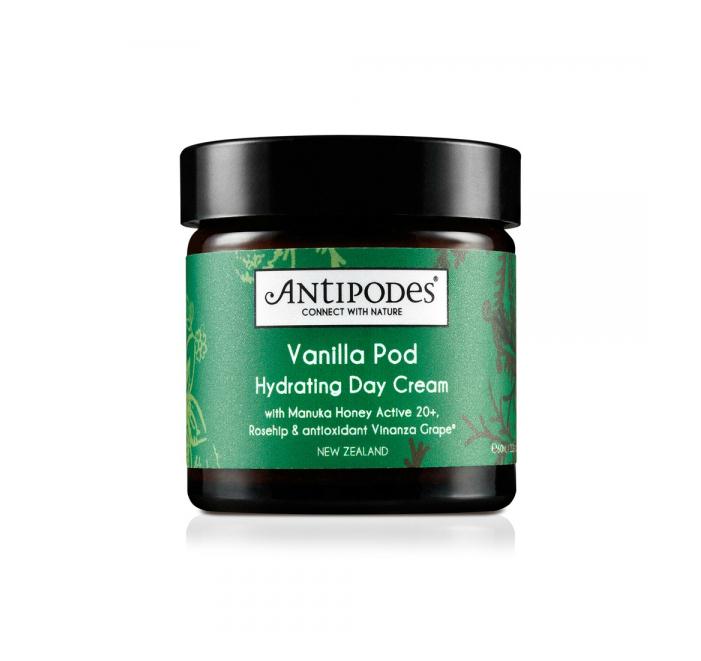 ANTIPODES®
CONNECT WITH NATURE
Vanilla Pod
Hydrating Day Cream
with Manuka Honey Active 20+,
Rosehip & antioxidant Vinanza Grape®
NEW ZEALAND